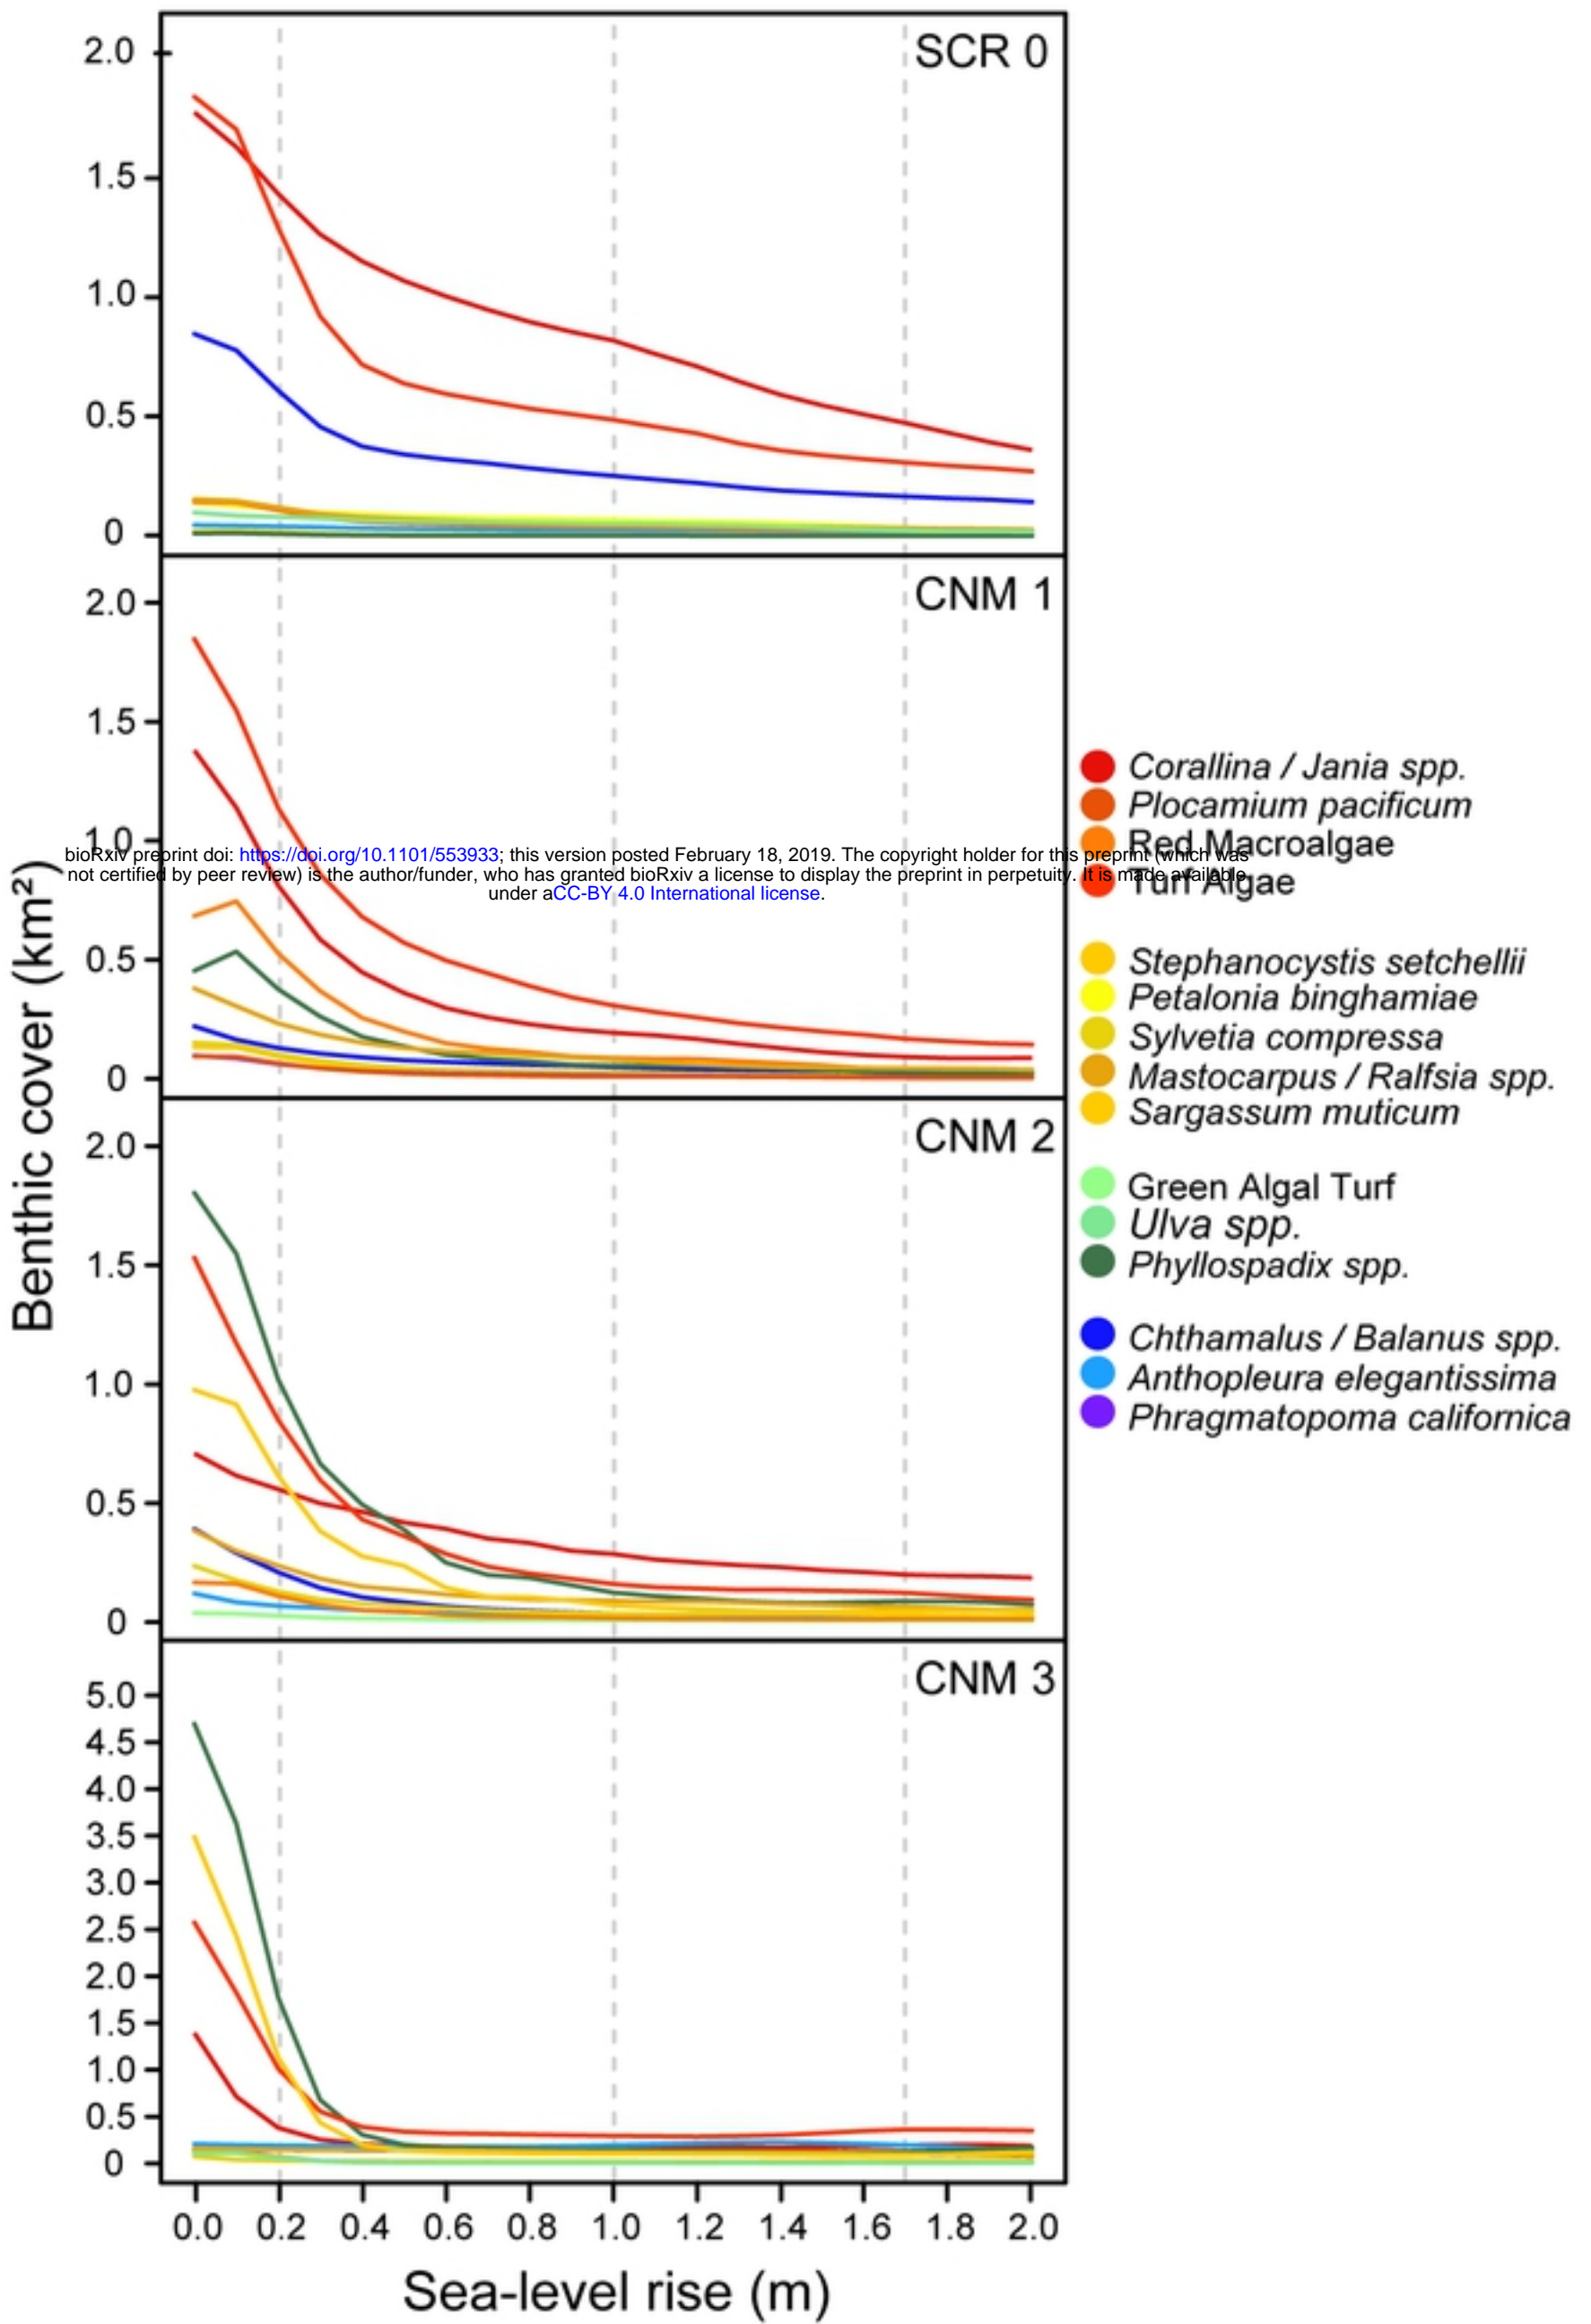 SCR 0
2.0
1.5
1.0
0.5
0
CNM 1
2.0
1.5
1.0
0.5
0
CNM 2
2.0
1.5
1.0
0.5
0
CNM 3
5.0
4.5
4.0
3.5
3.0
2.5
2.0
1.5
1.0
0.5
0
0.0 0.2 0.4 0.6 0.8 1.0 1.2 1.4 1.6 1.8 2.0
Sea-level rise (m)
Benthic cover (km²)
bioRxiv preprint doi: https://doi.org/10.1101/553933; this version posted February 18, 2019. The copyright holder for this preprint (which was
not certified by peer review) is the author/funder, who has granted bioRxiv a license to display the preprint in perpetuity. It is made available
under aCC-BY 4.0 International license.
Corallina / Jania spp.
Plocamium pacificum
Red Macroalgae
Turf Algae
Stephanocystis setchellii
Petalonia binghamiae
Sylvetia compressa
Mastocarpus / Ralfsia spp.
Sargassum muticum
Green Algal Turf
Ulva spp.
Phyllospadix spp.
Chthamalus / Balanus spp.
Anthopleura elegantissima
Phragmatopoma californica